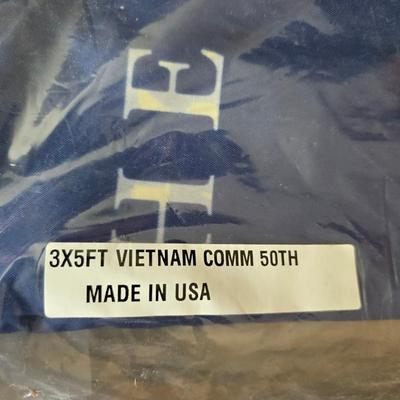 3X5FT VIETNAM COMM 50TH
MADE IN USA